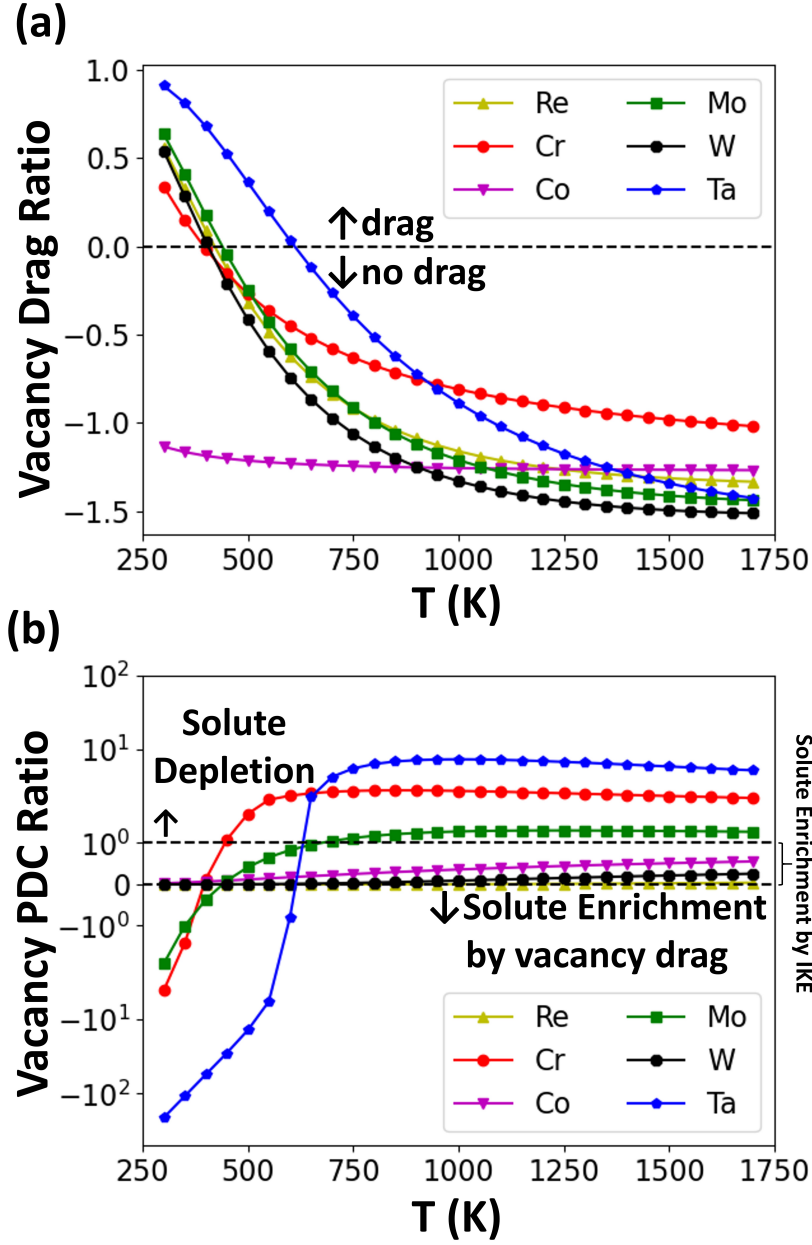 (a)
Vacancy Drag Ratio
1.0
0.5
0.0
−0.5
−1.0
−1.5
Re Mo
Cr W
Co Ta
↑drag
↓no drag
250 500 750 1000 1250 1500 1750
T (K)
(b)
Vacancy PDC Ratio
10²
10¹
10⁰
0
−10⁰
−10¹
−10²
Solute
Depletion
↑
↓Solute Enrichment
by vacancy drag
Solute Enrichment by IKE
Re Mo
Cr W
Co Ta
250 500 750 1000 1250 1500 1750
T (K)